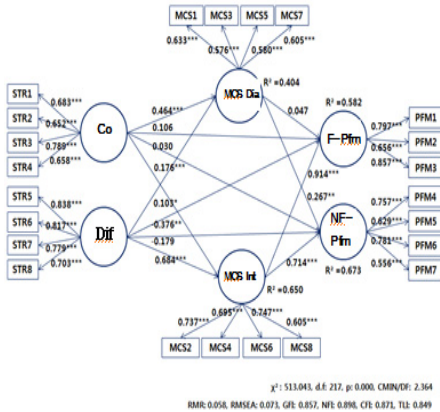 MCS1 MCS3 MCS5 MCS7
0.633*** 0.576*** 0.580*** 0.605***
MCS Dia
R²=0.404
STR1 0.683***
STR2 0.652***
STR3 0.789***
STR4 0.658***
Co
0.464***
0.106
0.030
0.176***
0.047
R²=0.582
F-Pfrm
0.797*** PFM1
0.656*** PFM2
0.857*** PFM3
0.914***
0.267**
0.103*
-0.376**
-0.179
0.684***
STR5 0.838***
STR6 0.817***
STR7 0.779***
STR8 0.703***
Dif
NF-
Pfrm
0.757*** PFM4
0.629*** PFM5
0.781*** PFM6
0.556*** PFM7
0.714***
R²=0.673
MCS Int
R²=0.650
0.737*** 0.695*** 0.747*** 0.605***
MCS2 MCS4 MCS6 MCS8
χ²: 513.043, d.f: 217, p: 0.000, CMIN/DF: 2.364
RMR: 0.058, RMSEA: 0.073, GFI: 0.857, NFI: 0.898, CFI: 0.871, TLI: 0.849